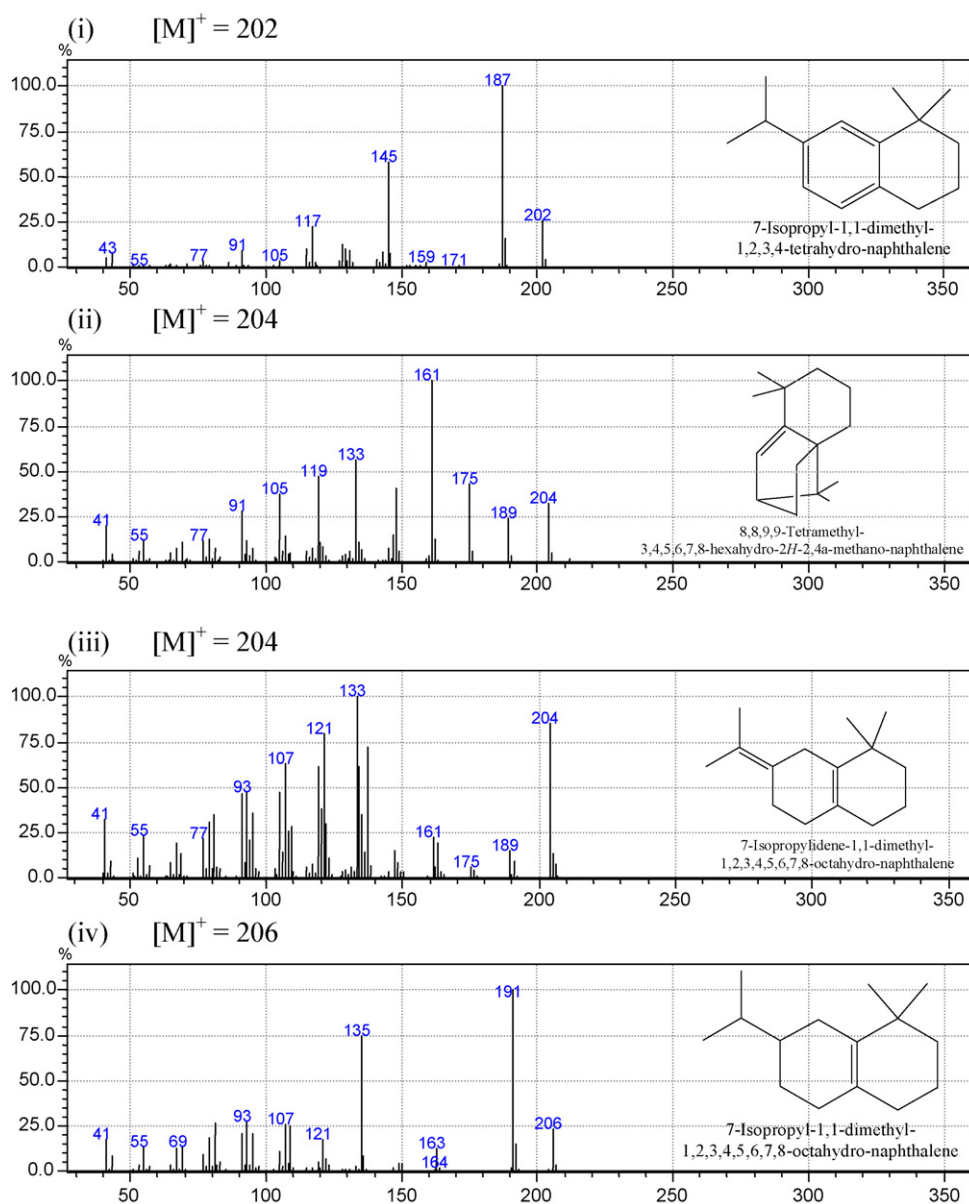 (i) [M]+ = 202
%
100.0
75.0
50.0
25.0
0.0
43 55 77 91 105 117 145 159 171 187 202
7-Isopropyl-1,1-dimethyl-
1,2,3,4-tetrahydro-naphthalene
50 100 150 200 250 300 350
(ii) [M]+ = 204
%
100.0
75.0
50.0
25.0
0.0
41 55 77 91 105 119 133 161 175 189 204
8,8,9,9-Tetramethyl-
3,4,5,6,7,8-hexahydro-2H-2,4a-methano-naphthalene
50 100 150 200 250 300 350
(iii) [M]+ = 204
%
100.0
75.0
50.0
25.0
0.0
41 55 77 93 107 121 133 161 175 189 204
7-Isopropylidene-1,1-dimethyl-
1,2,3,4,5,6,7,8-octahydro-naphthalene
50 100 150 200 250 300 350
(iv) [M]+ = 206
%
100.0
75.0
50.0
25.0
0.0
41 55 69 93 107 121 135 163 164 191 206
7-Isopropyl-1,1-dimethyl-
1,2,3,4,5,6,7,8-octahydro-naphthalene
50 100 150 200 250 300 350